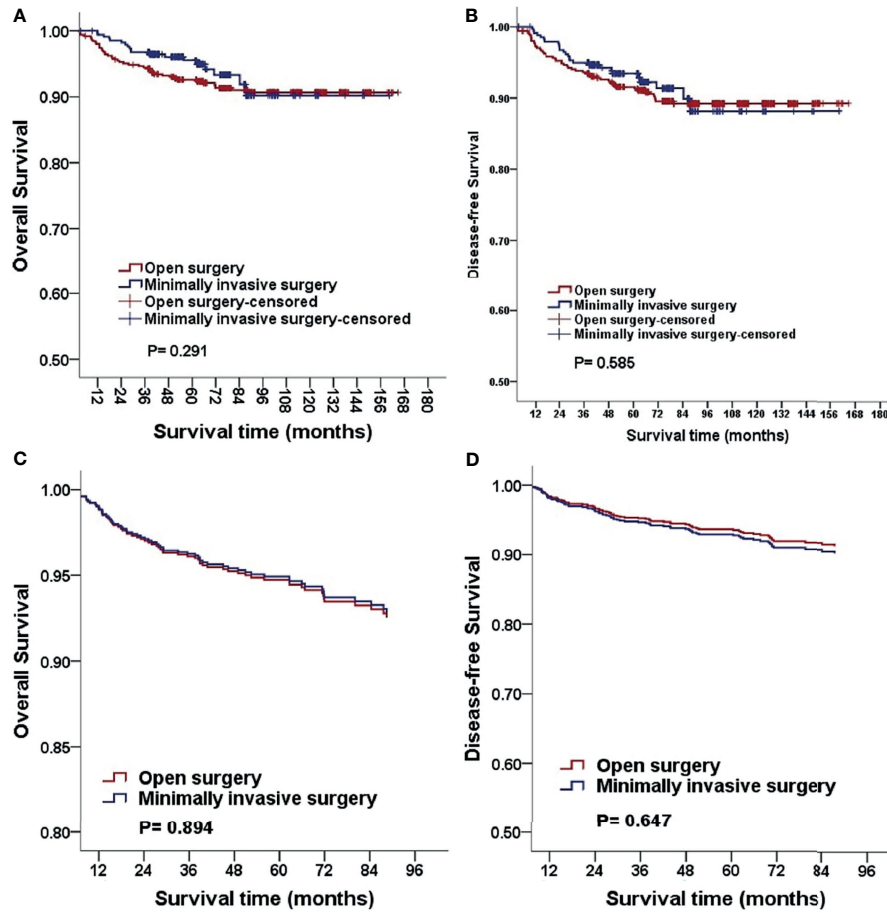 A
1.00
0.90
0.80
0.70
0.60
0.50
Overall Survival
Open surgery
Minimally invasive surgery
Open surgery-censored
Minimally invasive surgery-censored
P= 0.291
12 24 36 48 60 72 84 96 108 120 132 144 156 168 180
Survival time (months)
B
1.00
0.90
0.80
0.70
0.60
0.50
Disease-free Survival
Open surgery
Minimally invasive surgery
Open surgery-censored
Minimally invasive surgery-censored
P= 0.585
12 24 36 48 60 72 84 96 108 120 132 144 156 168 180
Survival time (months)
C
1.00
0.95
0.90
0.85
0.80
Overall Survival
Open surgery
Minimally invasive surgery
P= 0.894
12 24 36 48 60 72 84 96
Survival time (months)
D
1.00
0.90
0.80
0.70
0.60
0.50
Disease-free Survival
Open surgery
Minimally invasive surgery
P= 0.647
12 24 36 48 60 72 84 96
Survival time (months)